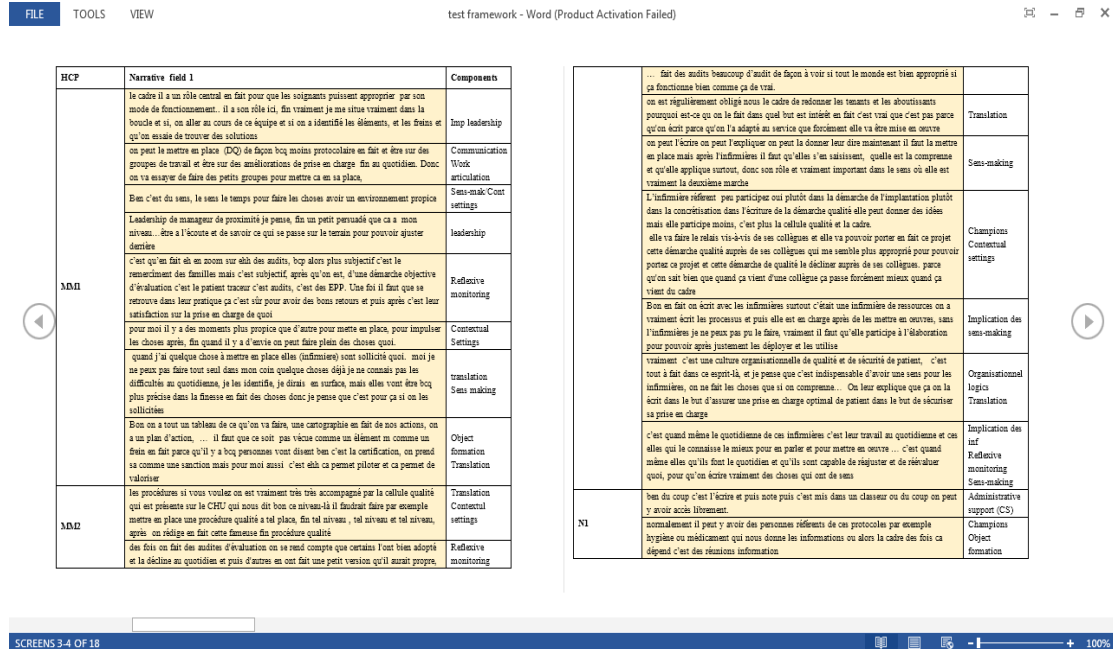 FILE TOOLS VIEW test framework - Word (Product Activation Failed)
HCP Narrative field 1 Components
MM1
le cadre il a un rôle central en fait pour que les soignants puissent approprier par son
mode de fonctionnement.. il a son rôle ici, fin vraiment je me situe vraiment dans la
boucle et si, on aller au cours de ce équipe et si on a identifié les éléments, et les freins et
qu'on essaie de trouver des solutions
Imp leadership
on peut le mettre en place (DQ) de façon bcq moins protocolaire en fait et être sur des
groupes de travail et être sur des améliorations de prise en charge fin au quotidien. Donc
on va essayer de faire des petits groupes pour mettre ca en sa place,
Communication
Work
articulation
Ben c'est du sens, le sens le temps pour faire les choses avoir un environnement propice
Sens-mak/Cont
settings
Leadership de manager de proximité je pense, fin un petit persuadé que ca a mon
niveau…être a l'écoute et de savoir ce qui se passe sur le terrain pour pouvoir ajuster
derrière
leadership
c'est qu'en fait eh en zoom sur ehh des audits, bcp alors plus subjectif c'est le
remerciment des familles mais c'est subjectif, après qu'on est, d'une démarche objective
d'évaluation c'est le patient traceur c'est audits, c'est des EPP. Une foi il faut que se
retrouve dans leur pratique ça c'est sûr pour avoir des bons retours et puis après c'est leur
satisfaction sur la prise en charge de quoi
Reflexive
monitoring
pour moi il y a des moments plus propice que d'autre pour mette en place, pour impulser
les choses après, fin quand il y a d'envie on peut faire plein des choses quoi.
Contextual
Settings
quand j'ai quelque chose à mettre en place elles (infirmiere) sont sollicité quoi. moi je
ne peux pas faire tout seul dans mon coin quelque choses déjà je ne connais pas les
difficultés au quotidienne, je les identifie, je dirais en surface, mais elles vont être bcq
plus précise dans la finesse en fait des choses donc je pense que c'est pour ça si on les
sollicitées
translation
Sens making
Bon on a tout un tableau de ce qu'on va faire, une cartographie en fait de nos actions, on
a un plan d'action, … il faut que ce soit pas vécue comme un élément m comme un
frein en fait parce qu'il y a bcq personnes vont disent ben c'est la certification, on prend
sa comme une sanction mais pour moi aussi c'est ehh ca permet piloter et ca permet de
valoriser
Object
formation
Translation
MM2
les procédures si vous voulez on est vraiment très très accompagné par la cellule qualité
qui est présente sur le CHU qui nous dit bon ce niveau-là il faudrait faire par exemple
mettre en place une procédure qualité a tel place, fin tel niveau , tel niveau et tel niveau,
après on rédige en fait cette fameuse fin procédure qualité
Translation
Contextul
settings
des fois on fait des audites d'évaluation on se rend compte que certains l'ont bien adopté
et la décline au quotidien et puis d'autres en ont fait une petit version qu'il aurait propre,
Reflexive
monitoring
… fait des audits beaucoup d'audit de façon à voir si tout le monde est bien approprié si
ça fonctionne bien comme ça de vrai.
on est régulièrement obligé nous le cadre de redonner les tenants et les aboutissants
pourquoi est-ce qu on le fait dans quel but est intérêt en fait c'est vrai que c'est pas parce
qu'on écrit parce qu'on l'a adapté au service que forcément elle va être mise en œuvre
Translation
on peut l'écrire on peut l'expliquer on peut la donner leur dire maintenant il faut la mettre
en place mais après l'infirmières il faut qu'elles s'en saisissent, quelle est la comprenne
et qu'elle applique surtout, donc son rôle et vraiment important dans le sens où elle est
vraiment la deuxième marche
Sens-making
L'infirmière référent peu participez oui plutôt dans la démarche de l'implantation plutôt
dans la concrétisation dans l'écriture de la démarche qualité elle peut donner des idées
mais elle participe moins, c'est plus la cellule qualité et la cadre.
elle va faire le relais vis-à-vis de ses collègues et elle va pouvoir porter en fait ce projet
cette démarche qualité auprès de ses collègues qui me semble plus approprié pour pouvoir
portez ce projet et cette démarche de qualité le décliner auprès de ses collègues. parce
qu'on sait bien que quand ça vient d'une collègue ça passe forcément mieux quand ça
vient du cadre
Champions
Contextual
settings
Bon en fait on écrit avec les infirmières surtout c'était une infirmière de ressources on a
vraiment écrit les processus et puis elle est en charge après de les mettre en œuvres, sans
l'infirmières je ne peux pas pu le faire, vraiment il faut qu'elle participe à l'élaboration
pour pouvoir après justement les déployer et les utilise
Implication des
sens-making
vraiment c'est une culture organisationnelle de qualité et de sécurité de patient, c'est
tout à fait dans ce esprit-là, et je pense que c'est indispensable d'avoir une sens pour les
infirmières, on ne fait les choses que si on comprenne… On leur explique que ça on la
écrit dans le but d'assurer une prise en charge optimal de patient dans le but de sécuriser
sa prise en charge
Organisationnel
logics
Translation
c'est quand même le quotidienne de ces infirmières c'est leur travail au quotidienne et ces
elles qui le connaisse le mieux pour en parler et pour mettre en œuvre … c'est quand
même elles qu'ils font le quotidien et qu'ils sont capable de réajuster et de réévaluer
quoi, pour qu'on écrire vraiment des choses qui ont de sens
Implication des
inf
Reflexive
monitoring
Sens-making
N1
ben du coup c'est l'écrire et puis note puis c'est mis dans un classeur ou du coup on peut
y avoir accès librement.
Administrative
support (CS)
normalement il peut y avoir des personnes référents de ces protocoles par exemple
hygiène ou médicament qui nous donne les informations ou alors la cadre des fois ca
dépend c'est des réunions information
Champions
Object
formation
SCREENS 3-4 OF 18 100%